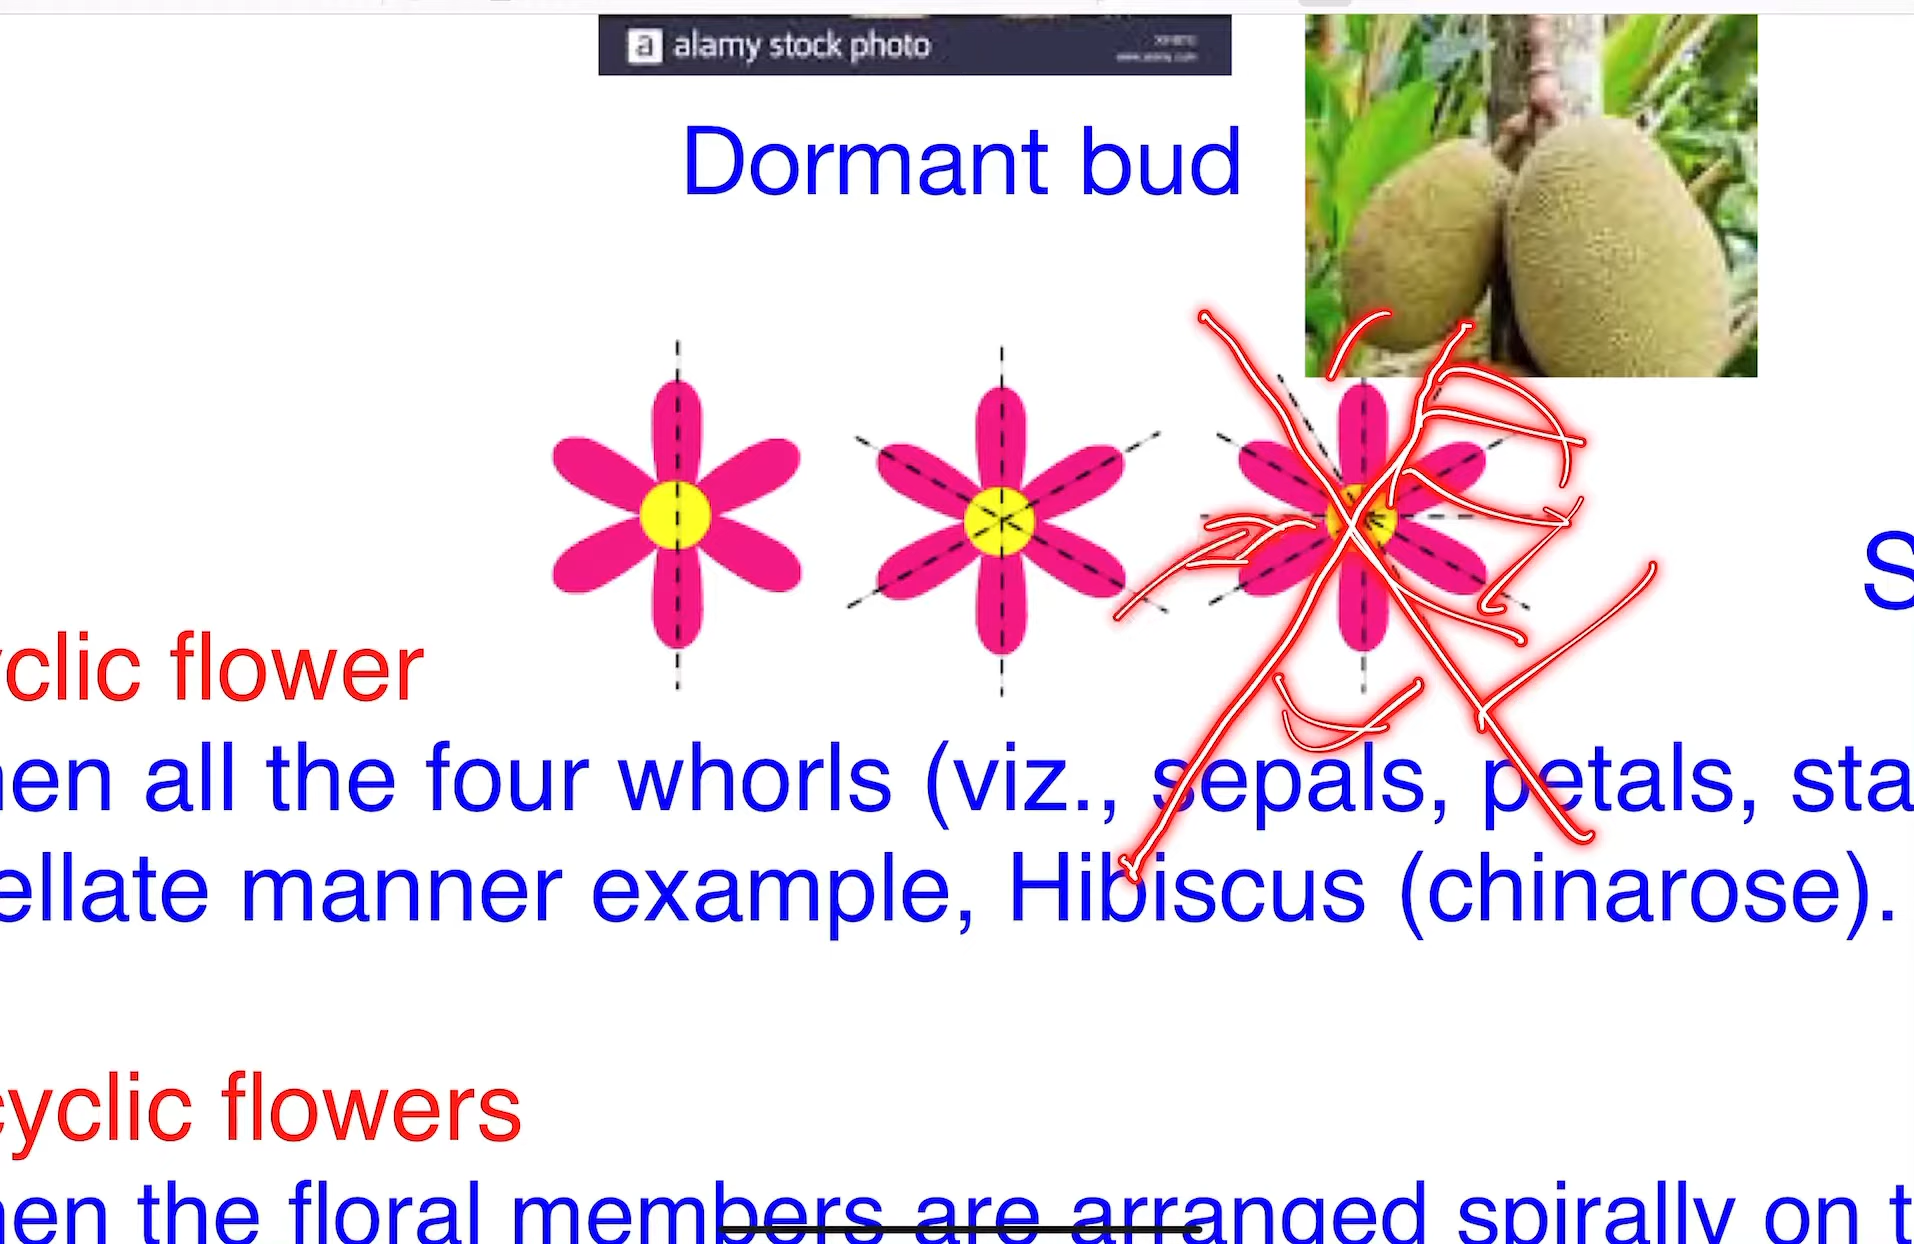 a alamy stock photo
Dormant bud
S
clic flower
en all the four whorls (viz., sepals, petals, sta
ellate manner example, Hibiscus (chinarose).
cyclic flowers
en the floral members are arranged spirally on t